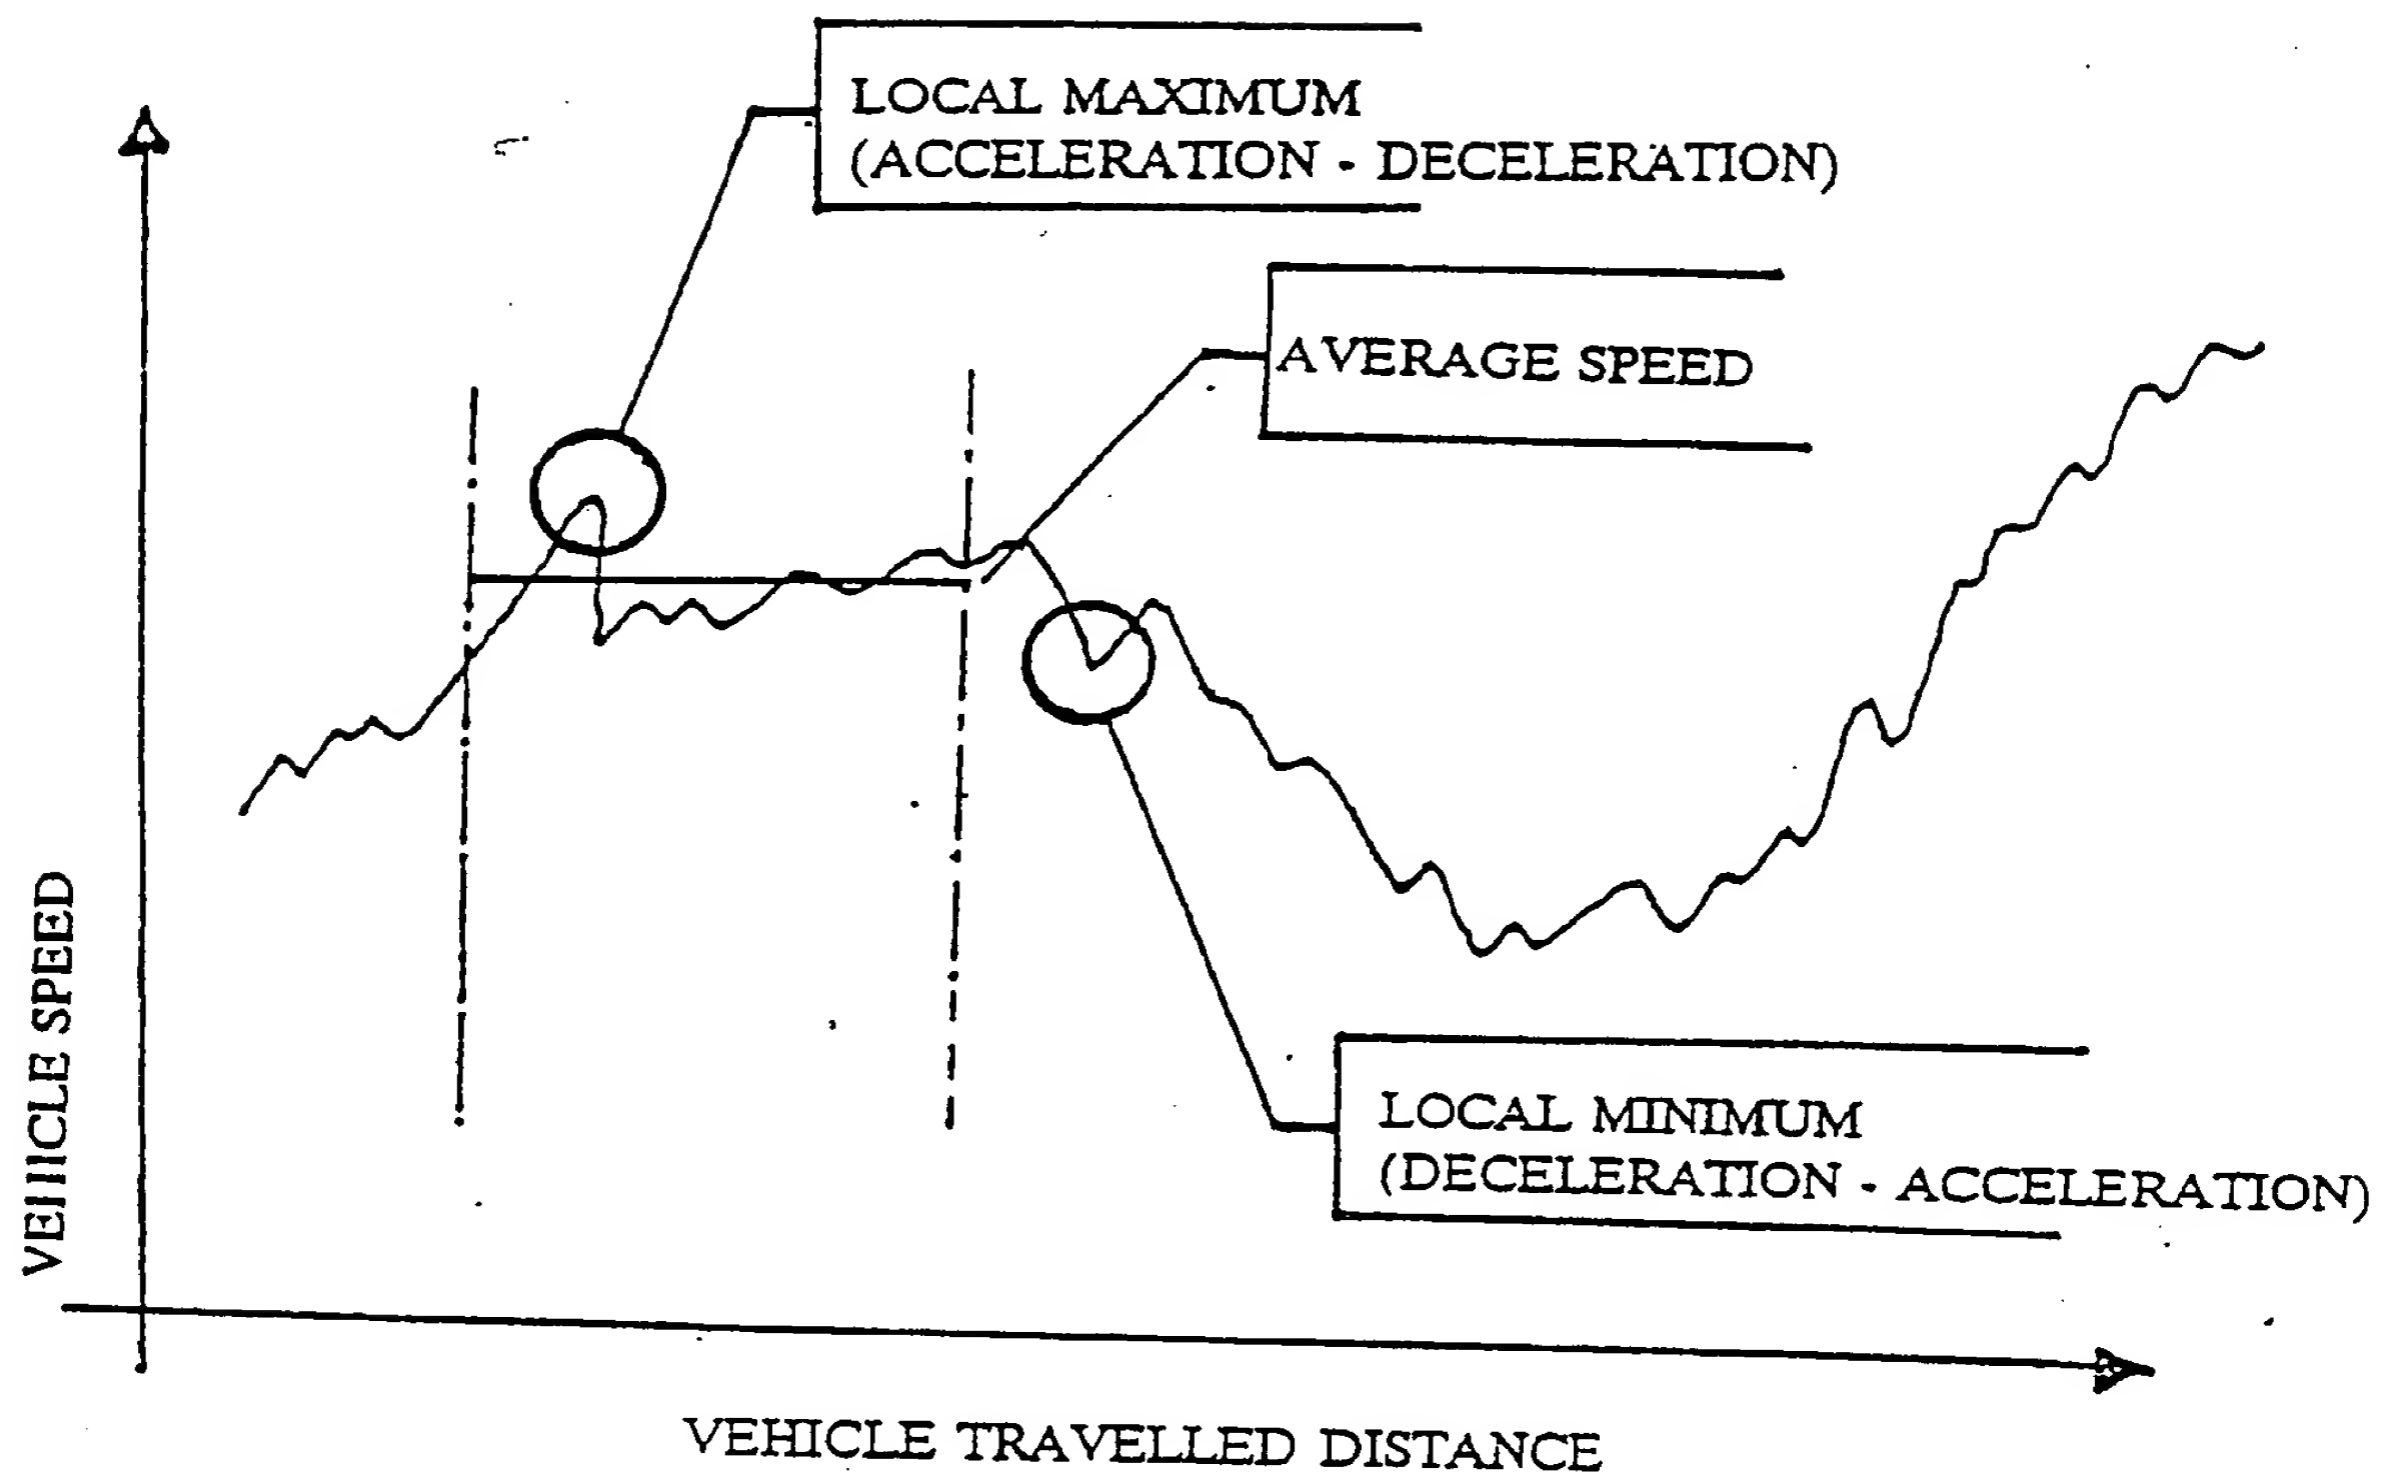 LOCAL MAXIMUM
(ACCELERATION - DECELERATION)
AVERAGE SPEED
VEHICLE SPEED
LOCAL MINIMUM
(DECELERATION - ACCELERATION)
VEHICLE TRAVELLED DISTANCE